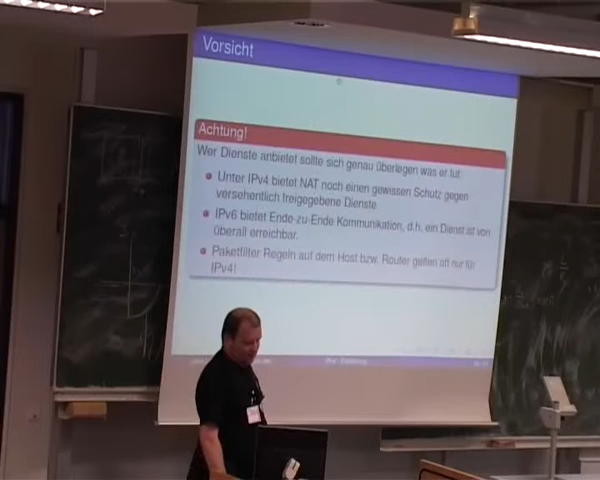 Vorsicht
Achtung!
Wer Dienste anbietet sollte sich genau überlegen was er tut
Unter IPv4 bietet NAT noch einen gewissen Schutz gegen
versehentlich freigegebene Dienste
IPv6 bietet Ende-zu-Ende Kommunikation, d.h. ein Dienst ist von
überall erreichbar.
Paketfilter Regeln auf dem Host bzw. Router gelten oft nur für
IPv4!